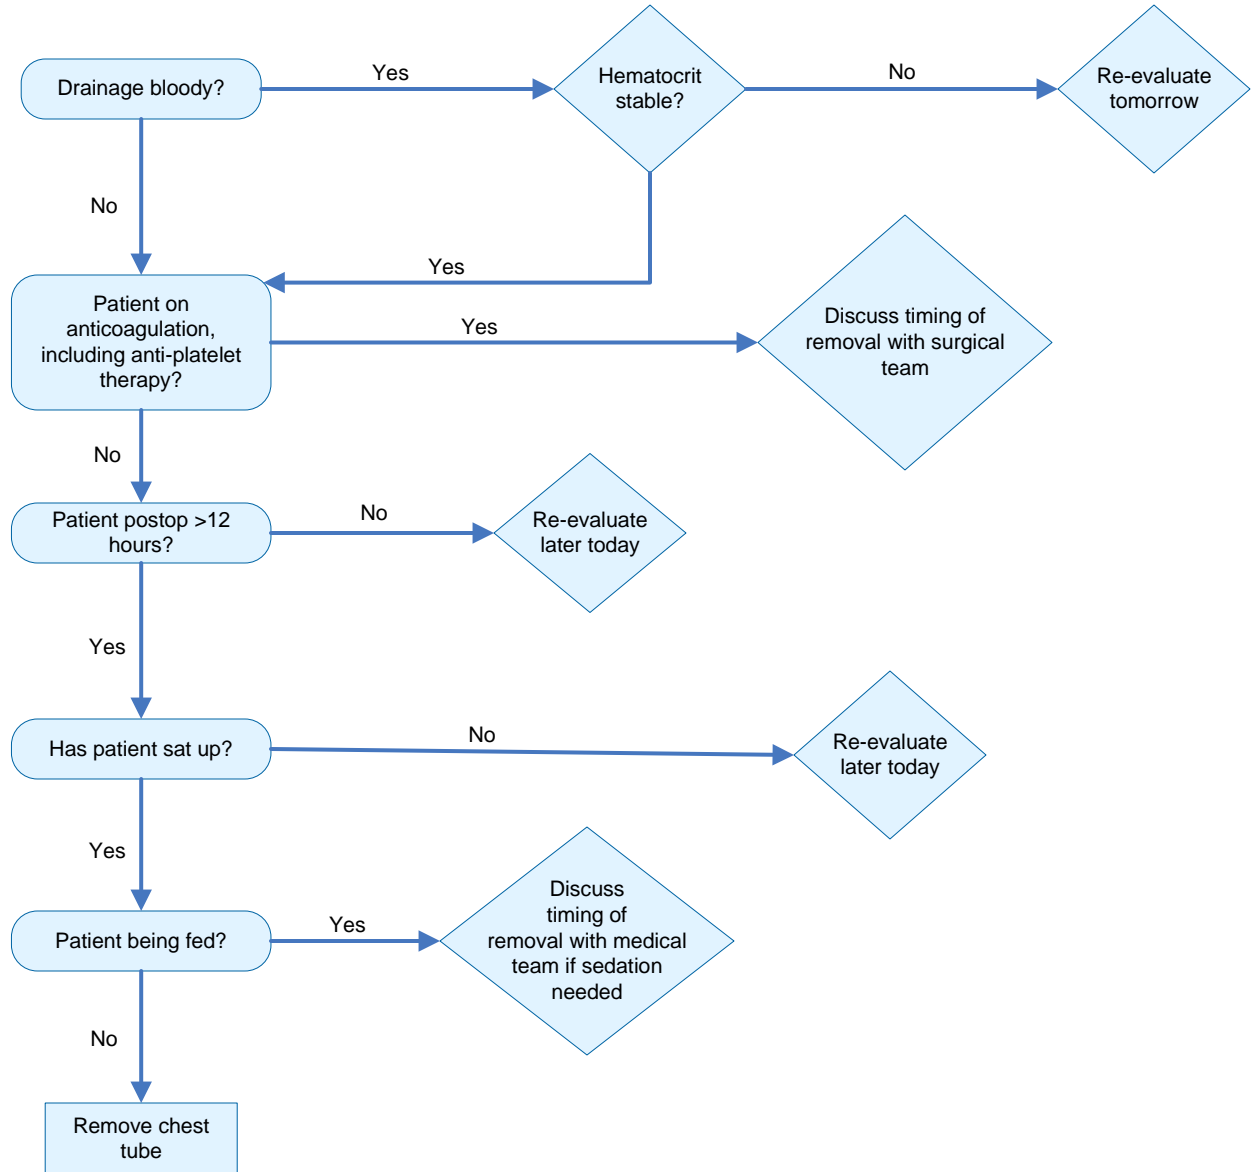 Drainage bloody?
Yes
Hematocrit
stable?
No
Re-evaluate
tomorrow
No
Yes
Patient on
anticoagulation,
including anti-platelet
therapy?
Yes
Discuss timing of
removal with surgical
team
No
Patient postop >12
hours?
No
Re-evaluate
later today
Yes
Has patient sat up?
No
Re-evaluate
later today
Yes
Patient being fed?
Yes
Discuss
timing of
removal with medical
team if sedation
needed
No
Remove chest
tube